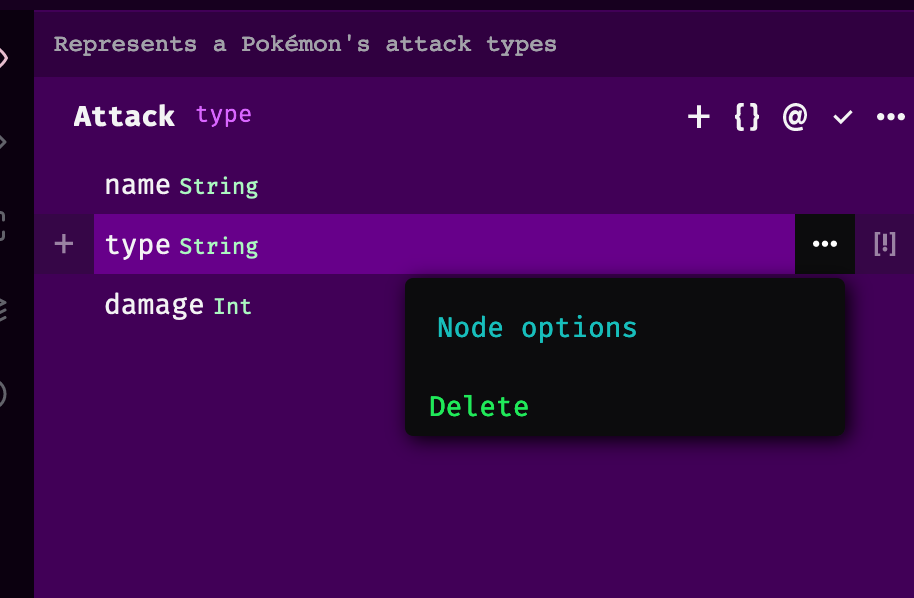 Represents a Pokémon's attack types
Attack type + {} @ ✓ •••
name String
+ type String ••• [!]
damage Int
Node options
Delete